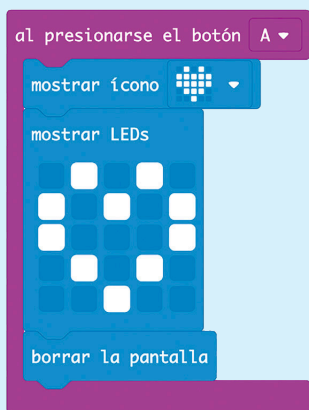 al presionarse el botón A
mostrar ícono
mostrar LEDs
borrar la pantalla